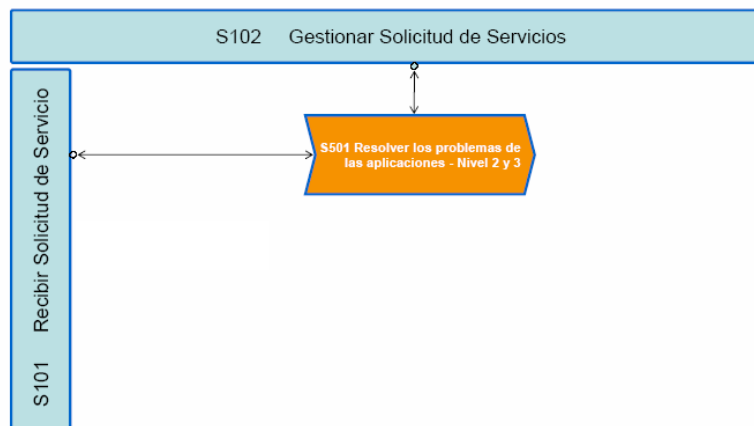 S102 Gestionar Solicitud de Servicios
S101 Recibir Solicitud de Servicio
S501 Resolver los problemas de
las aplicaciones - Nivel 2 y 3